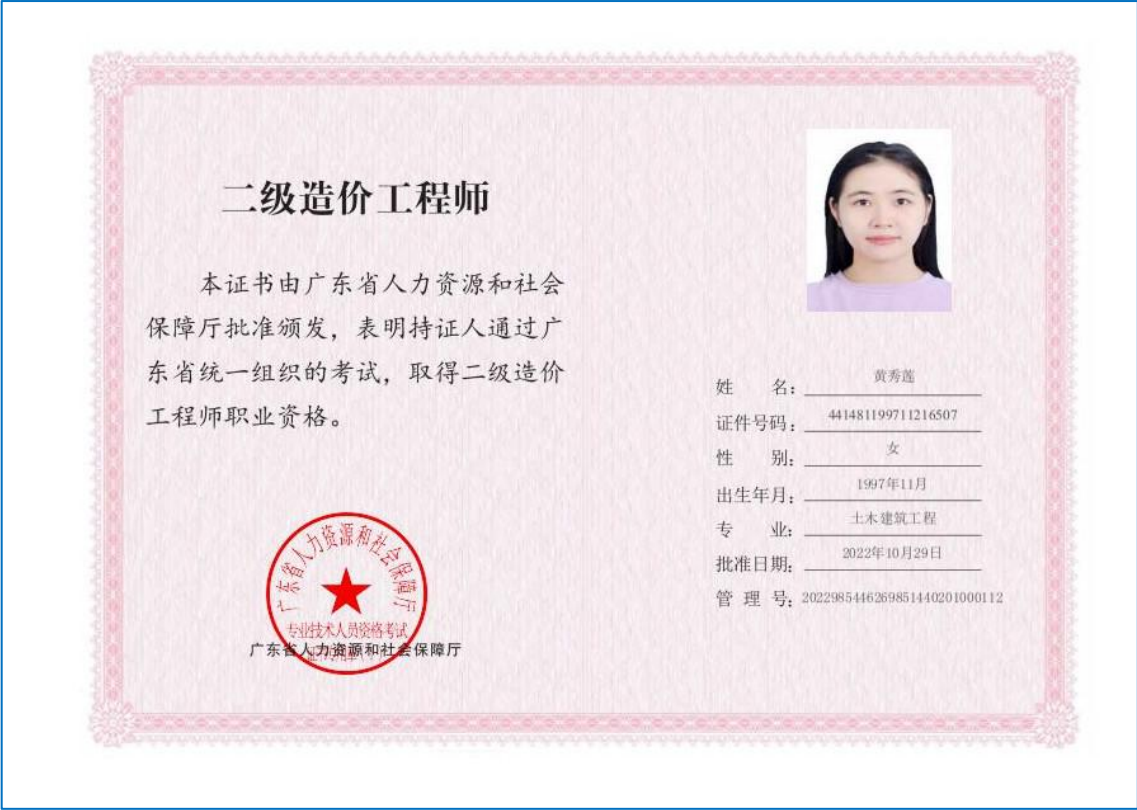 二级造价工程师
本证书由广东省人力资源和社会
保障厅批准颁发，表明持证人通过广
东省统一组织的考试，取得二级造价
工程师职业资格。
广东省人力资源和社会保障厅
专业技术人员资格考试
广东省人力资源和社会保障厅
姓 名：黄秀莲
证件号码：441481199711216507
性 别：女
出生年月：1997年11月
专 业：土木建筑工程
批准日期：2022年10月29日
管 理 号：2022985446269851440201000112